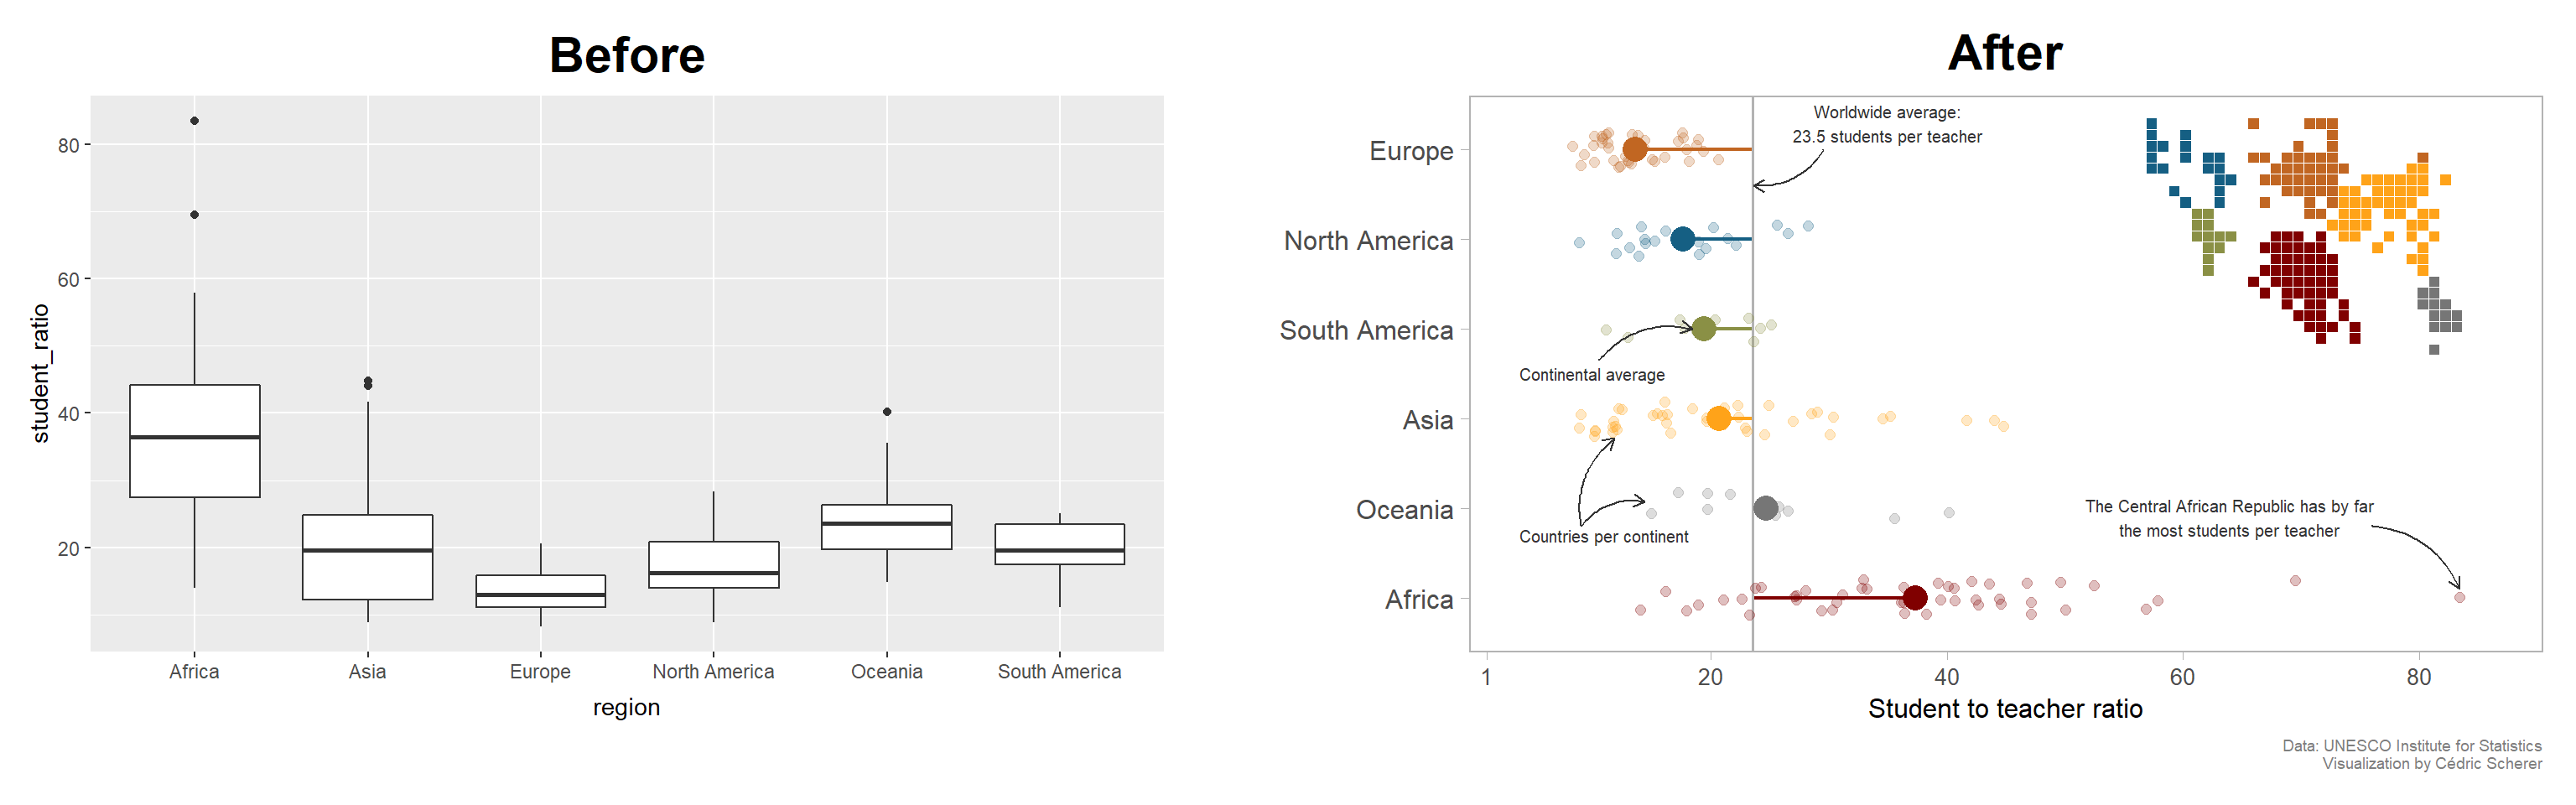 Before
80
60
40
20
student_ratio
Africa
Asia
Europe
North America
Oceania
South America
region
After
Europe
North America
South America
Asia
Oceania
Africa
Worldwide average:
23.5 students per teacher
Continental average
Countries per continent
The Central African Republic has by far
the most students per teacher
1
20
40
60
80
Student to teacher ratio
Data: UNESCO Institute for Statistics
Visualization by Cédric Scherer